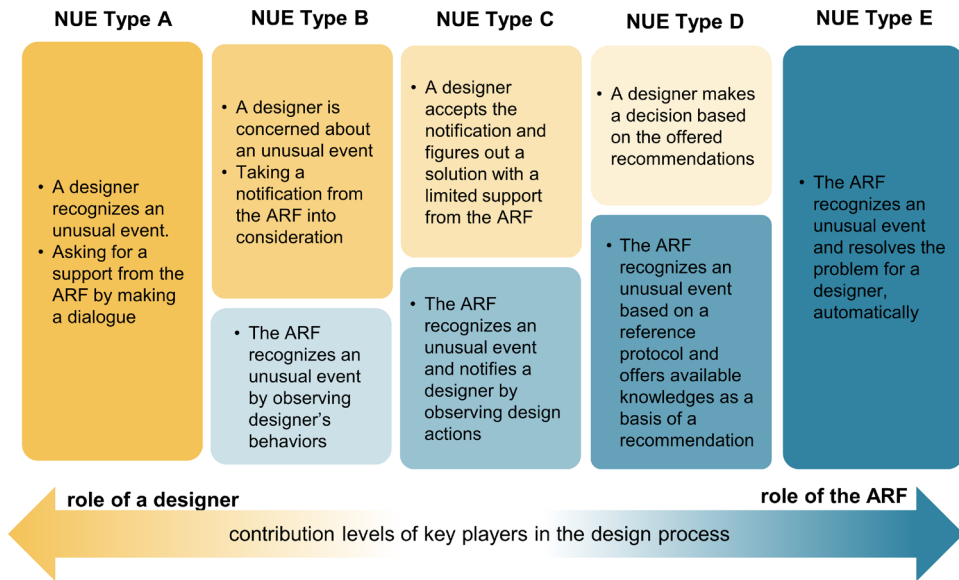 NUE Type A
NUE Type B
NUE Type C
NUE Type D
NUE Type E
• A designer
recognizes an
unusual event.
• Asking for a
support from the
ARF by making
a dialogue
• A designer is
concerned about
an unusual event
• Taking a
notification from
the ARF into
consideration
• The ARF
recognizes an
unusual event
by observing
designer’s
behaviors
• A designer
accepts the
notification and
figures out a
solution with a
limited support
from the ARF
• The ARF
recognizes an
unusual event
and notifies a
designer by
observing design
actions
• A designer makes
a decision based
on the offered
recommendations
• The ARF
recognizes an
unusual event
based on a
reference
protocol and
offers available
knowledges as a
basis of a
recommendation
• The ARF
recognizes an
unusual event
and resolves the
problem for a
designer,
automatically
role of a designer
role of the ARF
contribution levels of key players in the design process